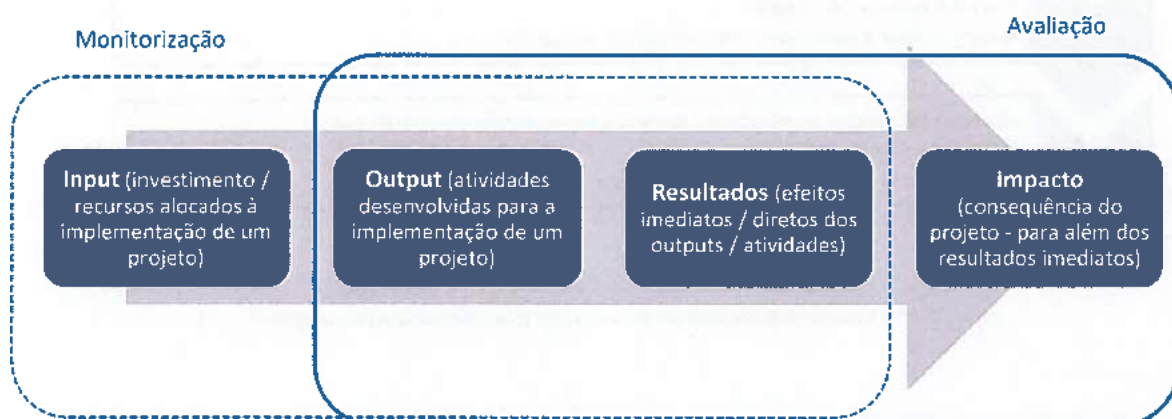 Monitorização
Avaliação
Input (investimento /
recursos alocados à
implementação de um
projeto)
Output (atividades
desenvolvidas para a
implementação de um
projeto)
Resultados (efeitos
imediatos / diretos dos
outputs / atividades)
Impacto
(consequência do
projeto - para além dos
resultados imediatos)